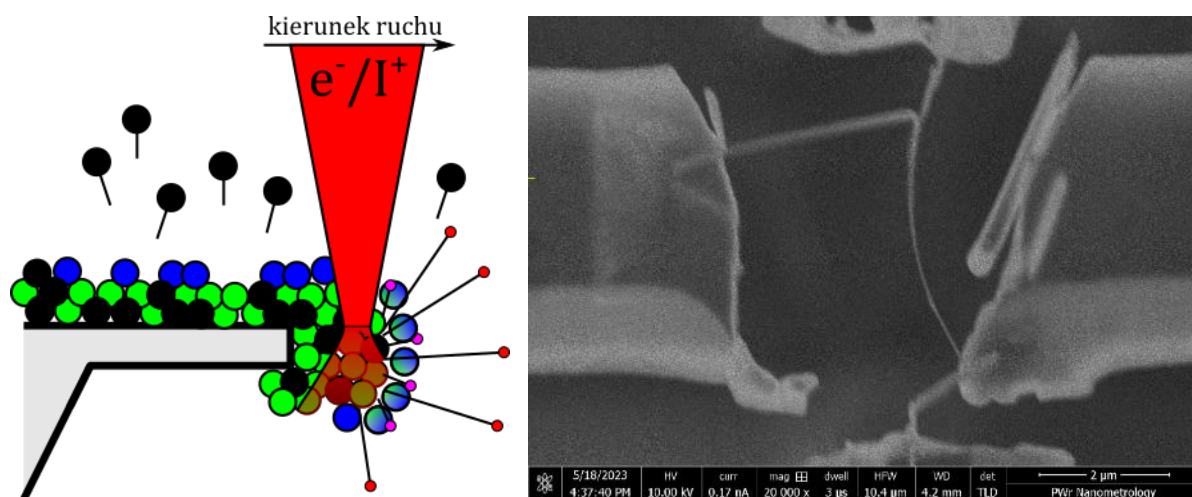 kierunek ruchu
e⁻/I⁺
5/18/2023 HV curr mag dwell HFW WD det 2 µm
4:37:40 PM 10.00 kV 0.17 nA 20 000 x 3 µs 10.4 µm 4.2 mm TLD PWr Nanometrology